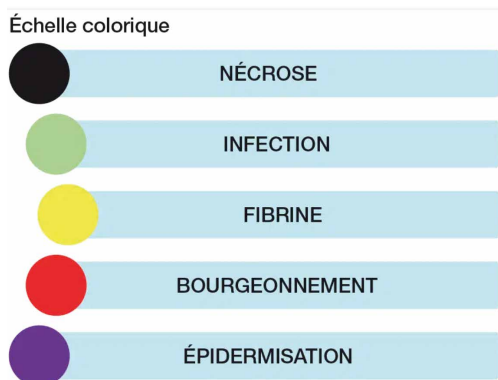 Échelle colorique
NÉCROSE
INFECTION
FIBRINE
BOURGEONNEMENT
ÉPIDERMISATION